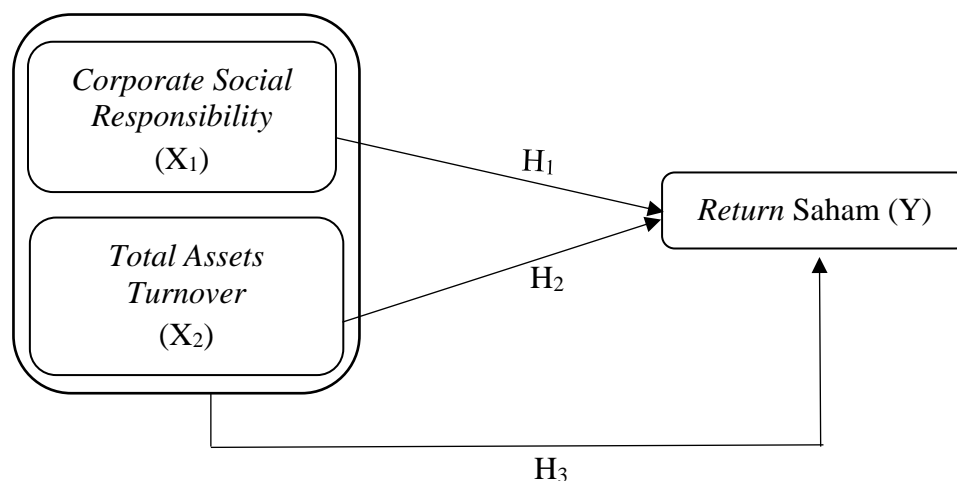 Corporate Social
Responsibility
(X₁)
H₁
Return Saham (Y)
Total Assets
Turnover
(X₂)
H₂
H₃